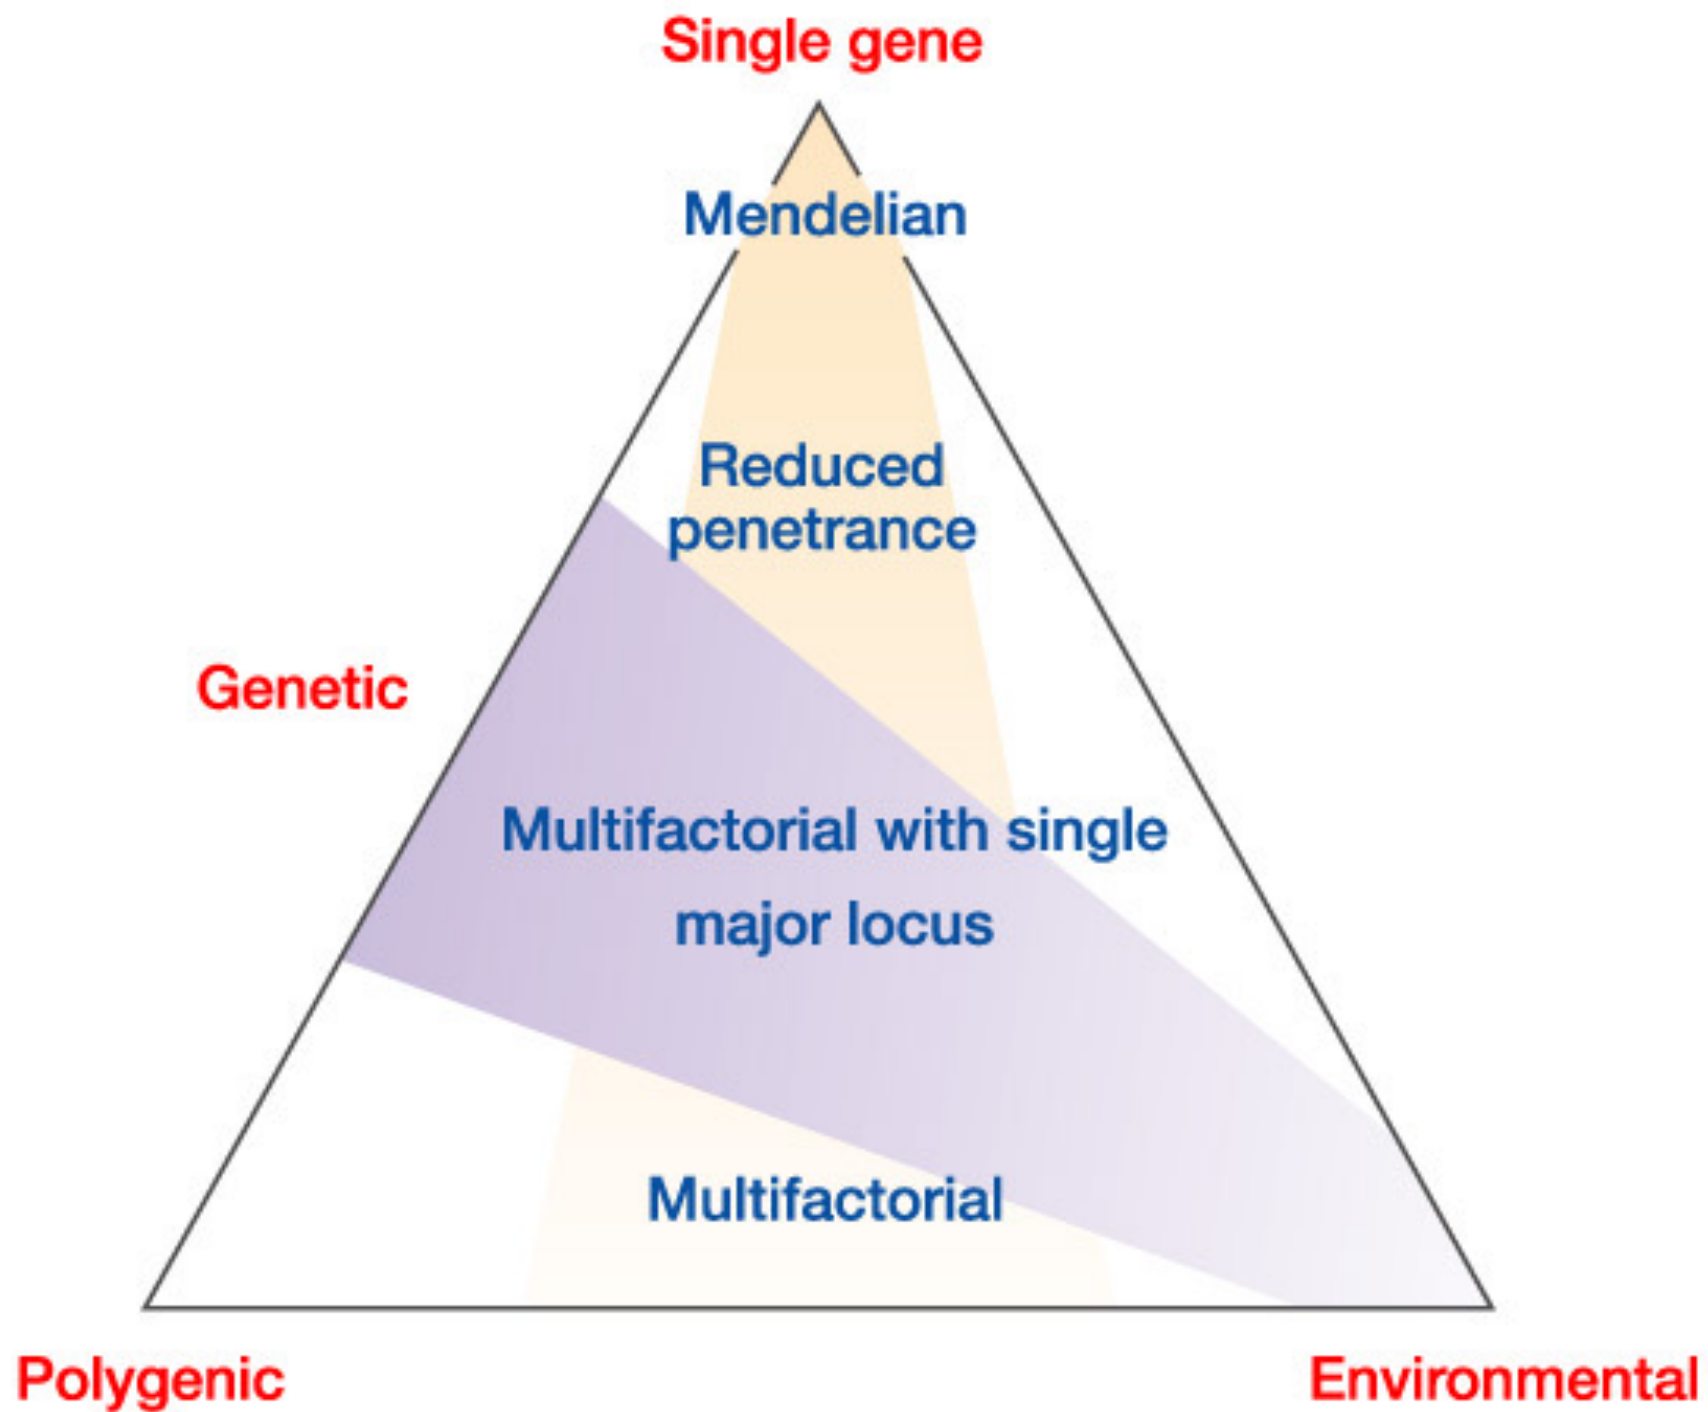 Single gene
Mendelian
Reduced
penetrance
Genetic
Multifactorial with single
major locus
Multifactorial
Polygenic
Environmental